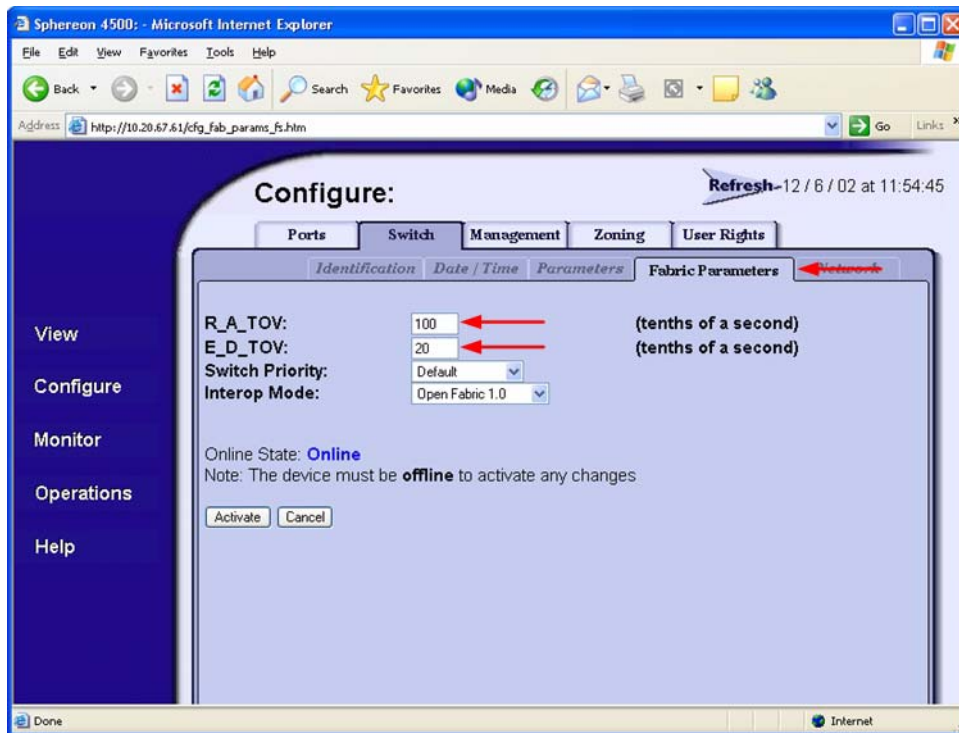 Sphereon 4500: - Microsoft Internet Explorer
File Edit View Favorites Tools Help
Back Search Favorites Media
Address http://10.20.67.61/cfg_fab_params_fs.htm Go Links »
Configure: Refresh-12 / 6 / 02 at 11:54:45
Ports Switch Management Zoning User Rights
Identification Date / Time Parameters Fabric Parameters Network
View
Configure
Monitor
Operations
Help
R_A_TOV: 100 (tenths of a second)
E_D_TOV: 20 (tenths of a second)
Switch Priority: Default
Interop Mode: Open Fabric 1.0
Online State: Online
Note: The device must be offline to activate any changes
Activate Cancel
Done Internet